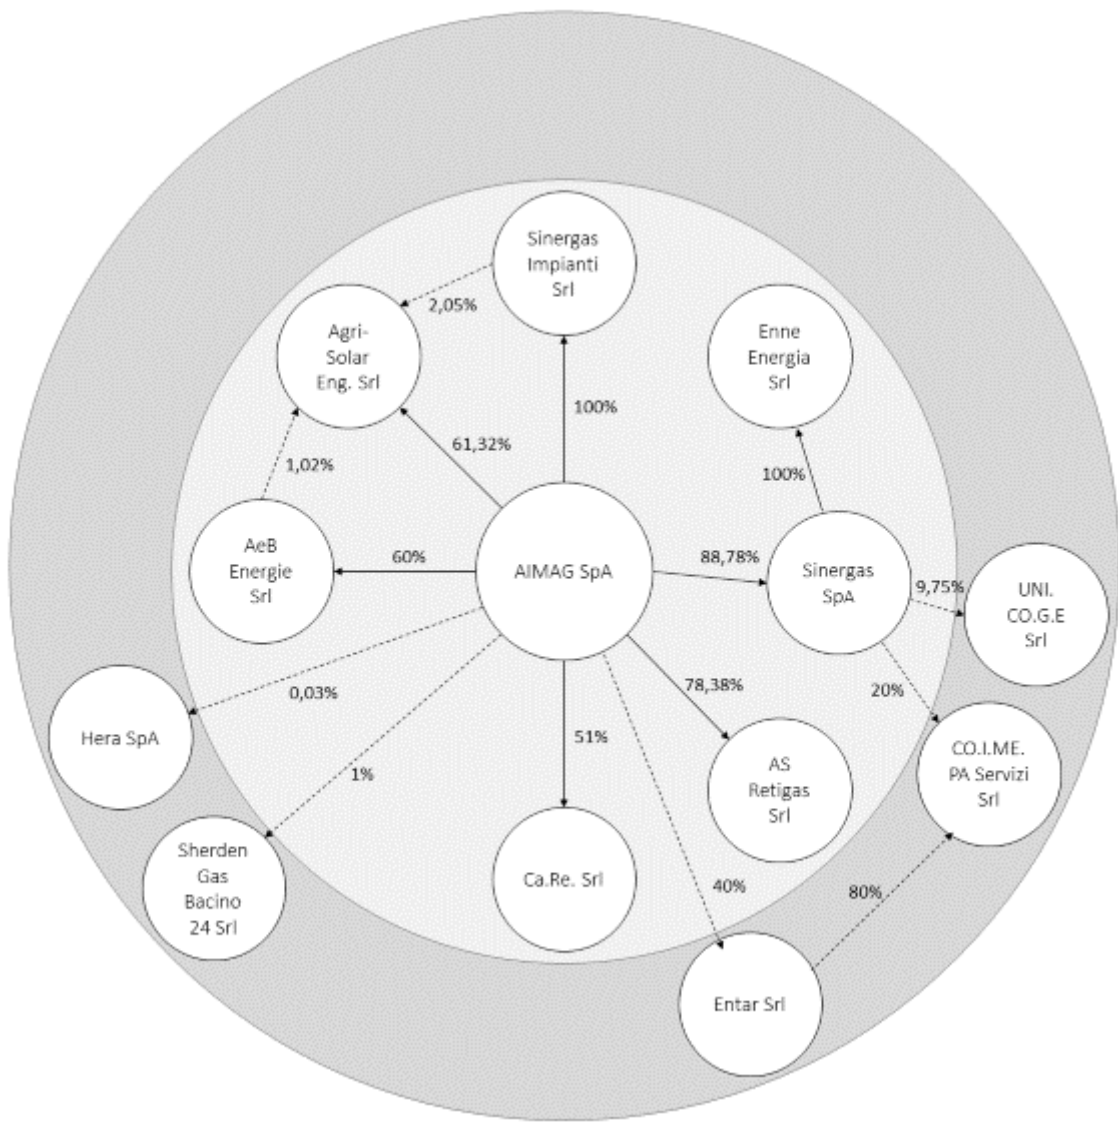 Sinergas
Impianti
Srl
2,05%
Agri-
Solar
Eng. Srl
Enne
Energia
Srl
100%
61,32%
1,02%
100%
AeB
Energie
Srl
60%
AIMAG SpA
88,78%
Sinergas
SpA
9,75%
UNI.
CO.G.E
Srl
0,03%
78,38%
20%
Hera SpA
51%
1%
AS
Retigas
Srl
CO.I.ME.
PA Servizi
Srl
Sherden
Gas
Bacino
24 Srl
Ca.Re. Srl
40%
80%
Entar Srl